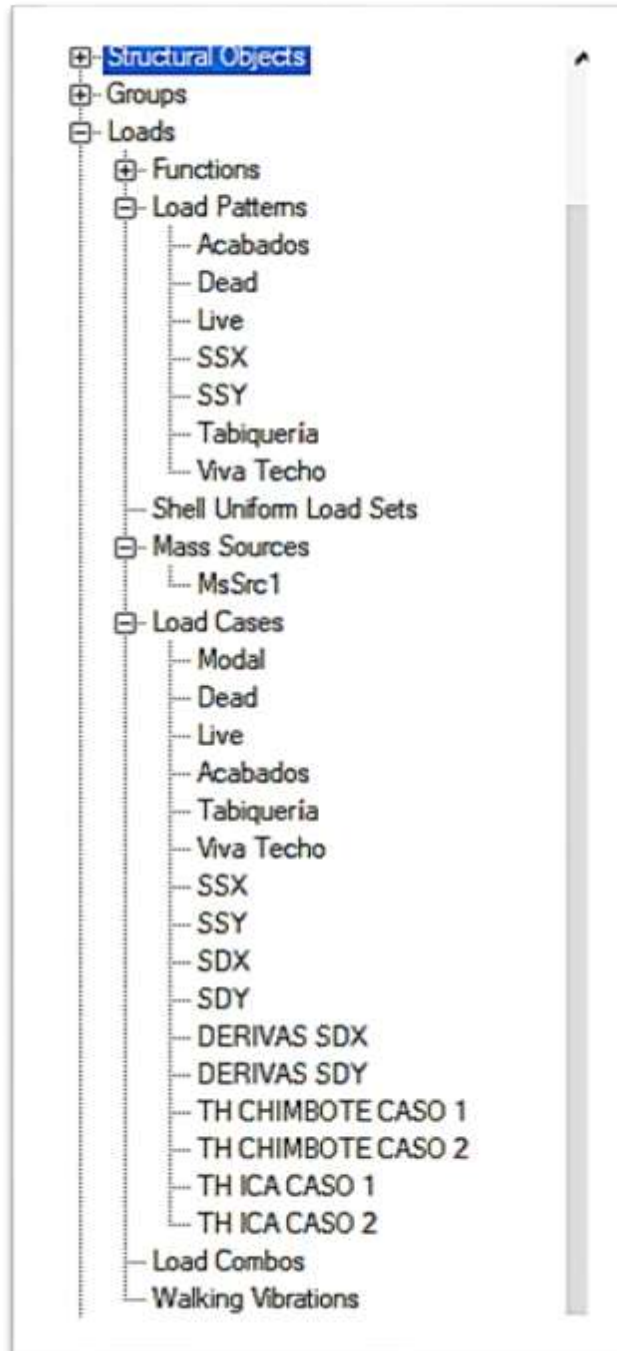 Structural Objects
Groups
Loads
Functions
Load Patterns
Acabados
Dead
Live
SSX
SSY
Tabiquería
Viva Techo
Shell Uniform Load Sets
Mass Sources
MsSrc1
Load Cases
Modal
Dead
Live
Acabados
Tabiquería
Viva Techo
SSX
SSY
SDX
SDY
DERIVAS SDX
DERIVAS SDY
TH CHIMBOTE CASO 1
TH CHIMBOTE CASO 2
TH ICA CASO 1
TH ICA CASO 2
Load Combos
Walking Vibrations